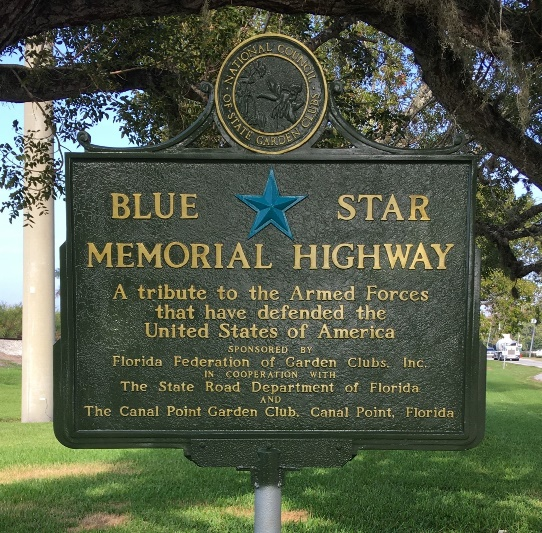 NATIONAL COUNCIL
OF STATE GARDEN CLUBS
BLUE STAR
MEMORIAL HIGHWAY
A tribute to the Armed Forces
that have defended the
United States of America
SPONSORED BY
Florida Federation of Garden Clubs, Inc.
IN COOPERATION WITH
The State Road Department of Florida
AND
The Canal Point Garden Club, Canal Point, Florida